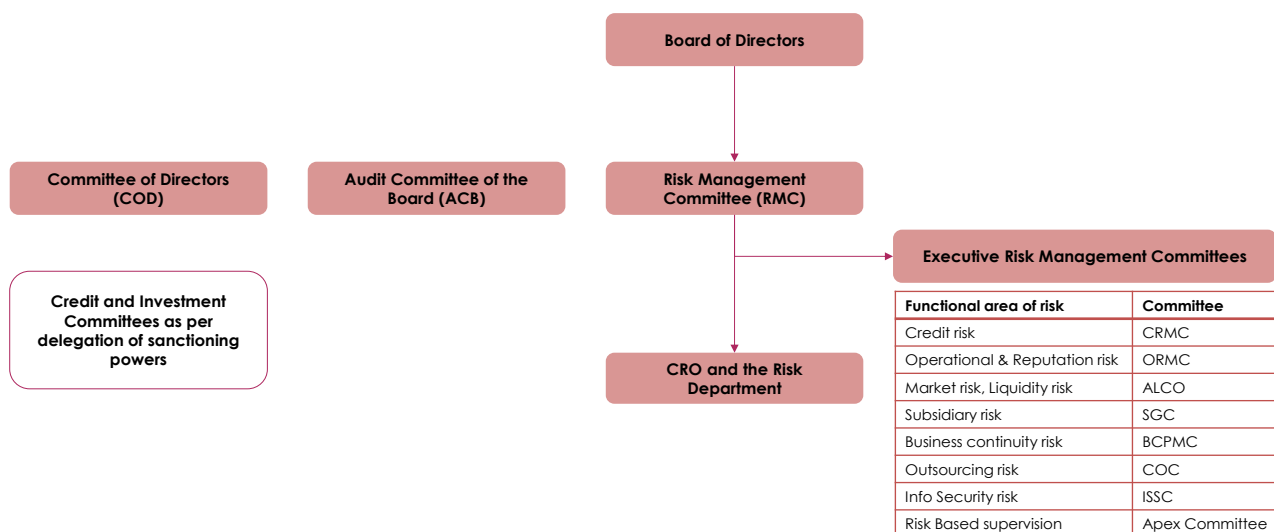 Board of Directors
Committee of Directors
(COD)
Audit Committee of the
Board (ACB)
Risk Management
Committee (RMC)
Executive Risk Management Committees
Credit and Investment
Committees as per
delegation of sanctioning
powers
CRO and the Risk
Department
Functional area of risk Committee
Credit risk CRMC
Operational & Reputation risk ORMC
Market risk, Liquidity risk ALCO
Subsidiary risk SGC
Business continuity risk BCPMC
Outsourcing risk COC
Info Security risk ISSC
Risk Based supervision Apex Committee